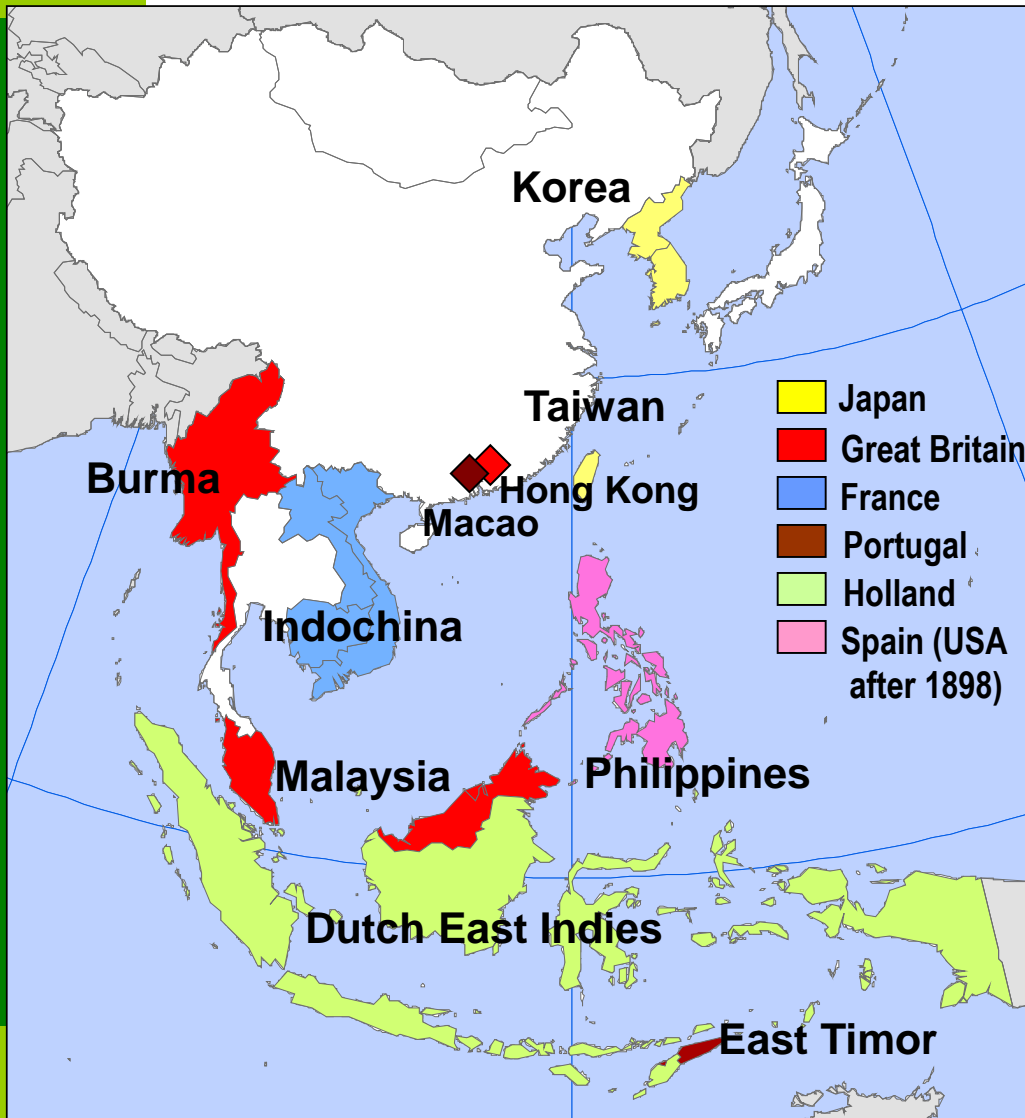 Korea
Taiwan
Burma
Hong Kong
Macao
Indochina
Malaysia
Philippines
Dutch East Indies
East Timor
Japan
Great Britain
France
Portugal
Holland
Spain (USA
after 1898)